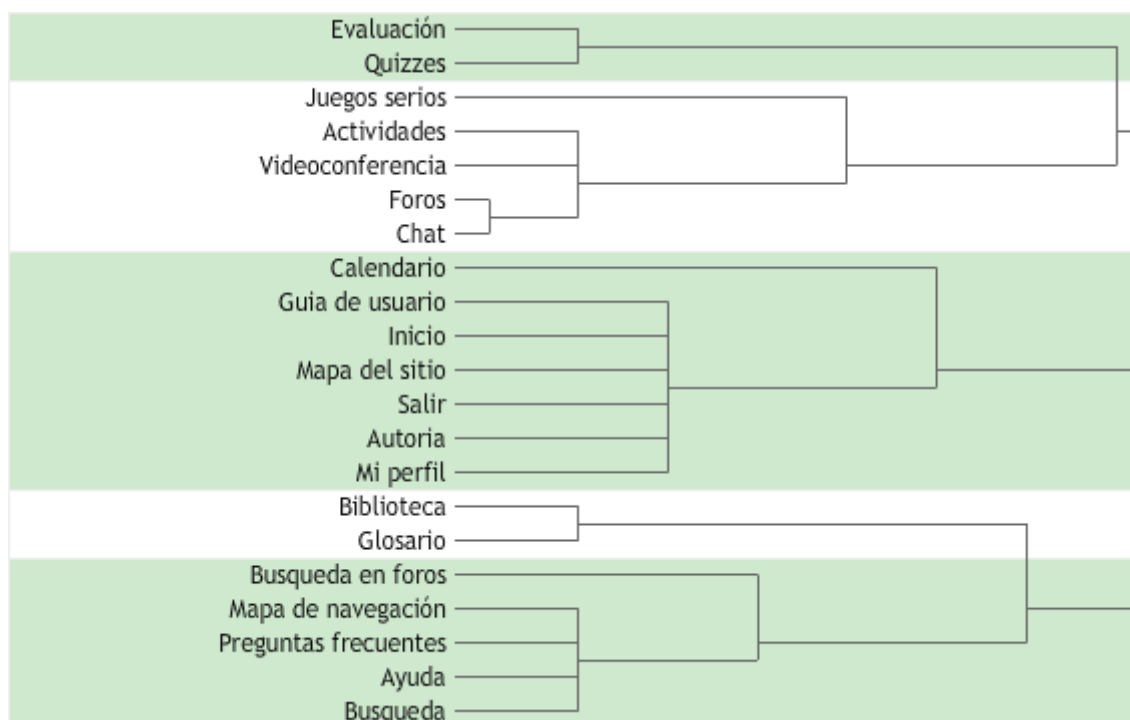 Evaluación
Quizzes
Juegos serios
Actividades
Videoconferencia
Foros
Chat
Calendario
Guia de usuario
Inicio
Mapa del sitio
Salir
Autoria
Mi perfil
Biblioteca
Glosario
Busqueda en foros
Mapa de navegación
Preguntas frecuentes
Ayuda
Busqueda